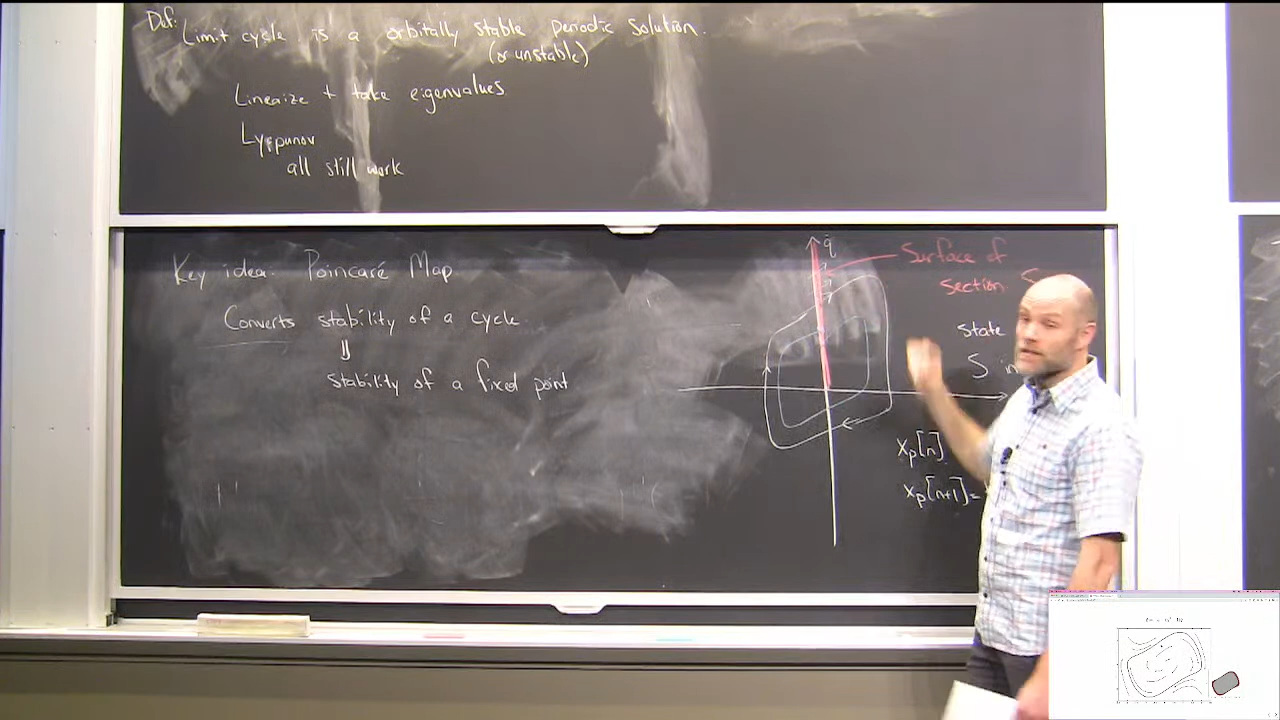 Def: Limit cycle is a orbitally stable periodic solution.
(or unstable)
Lineaize + take eigenvalues
Lyapunov
all still work
Key idea: Poincaré Map
Converts stability of a cycle
⇓
stability of a fixed point
q̇
Surface of
section S
state
S in
xₚ[n]
xₚ[n+1]=